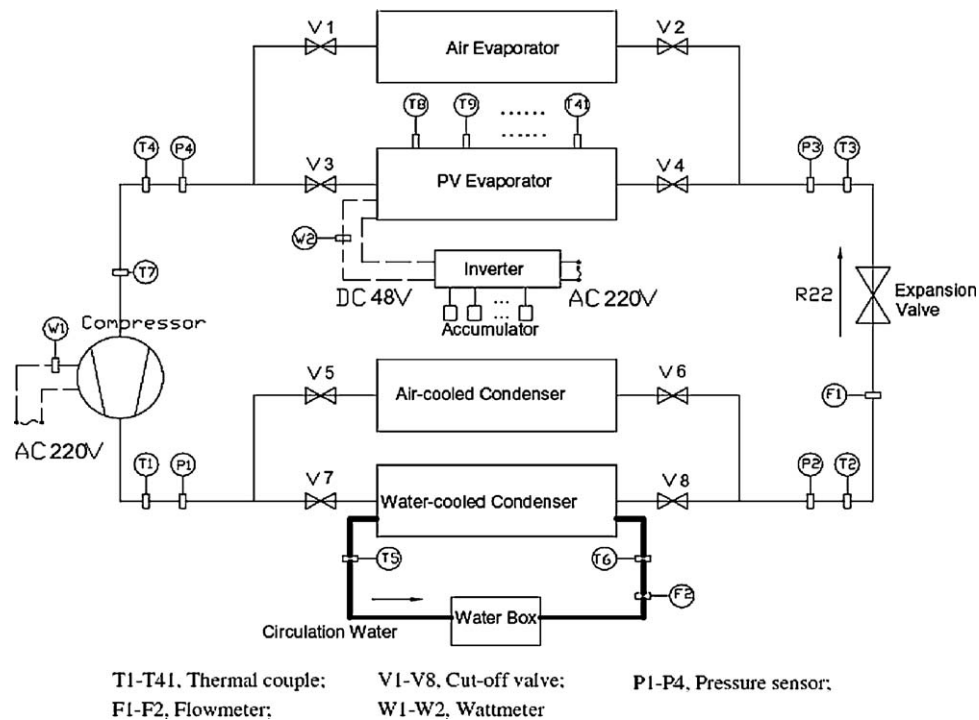 V1
V2
Air Evaporator
T8
T9
......
T41
......
T4
P4
V3
V4
P3
T3
PV Evaporator
W2
Inverter
DC 48V
AC 220V
Accumulator
...
R22
Expansion
Valve
T7
Compressor
W1
AC 220V
V5
V6
Air-cooled Condenser
F1
T1
P1
V7
V8
P2
T2
Water-cooled Condenser
T5
T6
F2
Water Box
Circulation Water
T1-T41, Thermal couple; V1-V8, Cut-off valve; P1-P4, Pressure sensor;
F1-F2, Flowmeter; W1-W2, Wattmeter